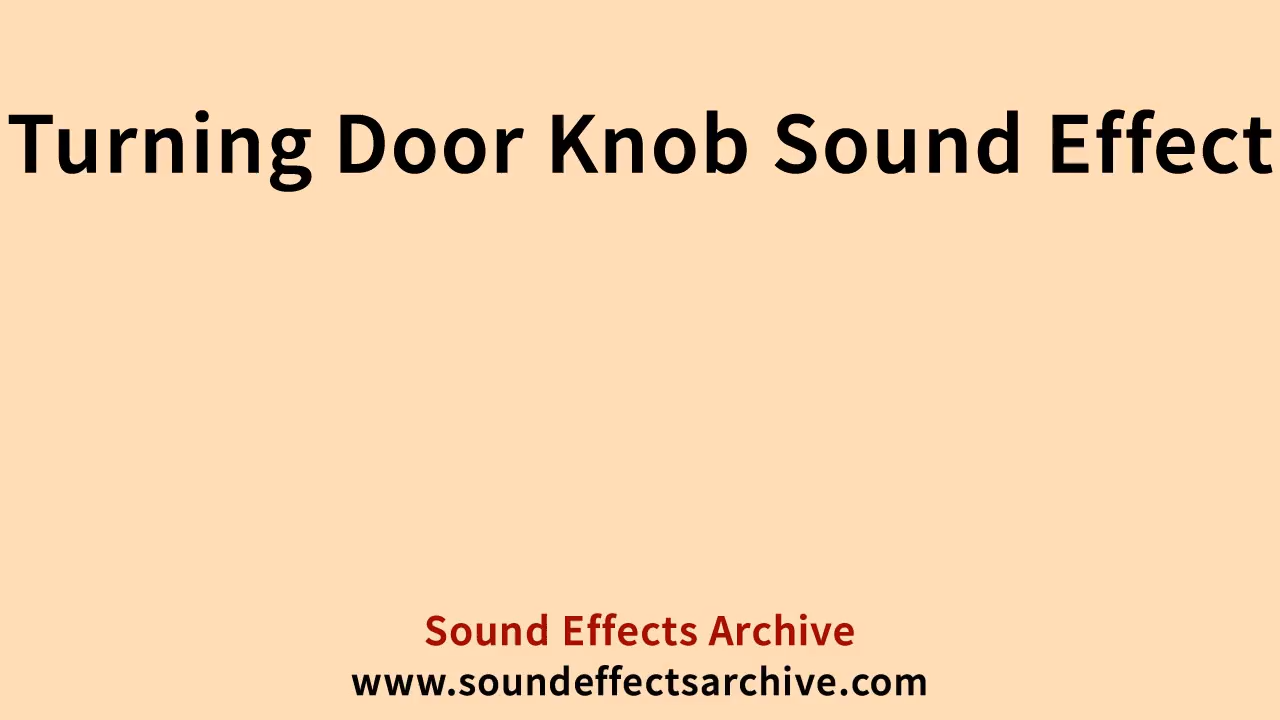 Turning Door Knob Sound Effect
Sound Effects Archive
www.soundeffectsarchive.com